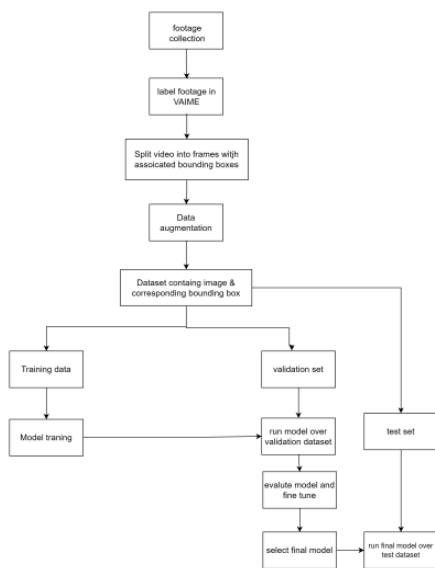 footage
collection
label footage in
VAIME
Split video into frames witjh
assoicated bounding boxes
Data
augmentation
Dataset containg image &
corresponding bounding box
Training data
validation set
Model traning
run model over
validation dataset
test set
evalute model and
fine tune
select final model
run final model over
test dataset